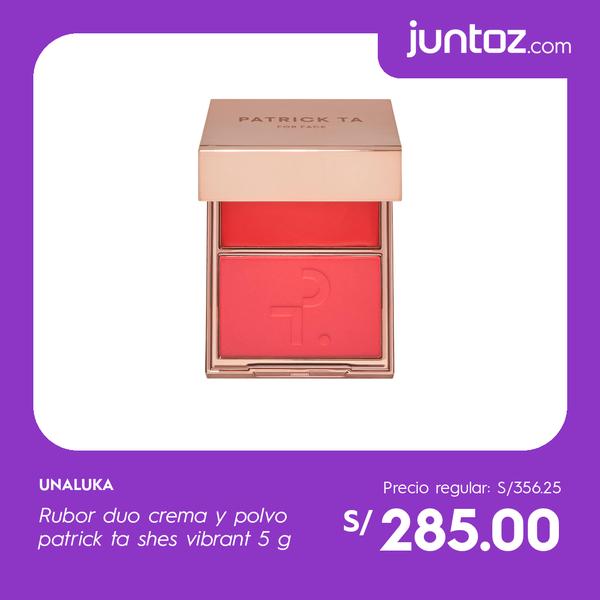 juntoz.com
PATRICK TA
FOR FACE
UNALUKA
Rubor duo crema y polvo
patrick ta shes vibrant 5 g
Precio regular: S/356.25
S/ 285.00